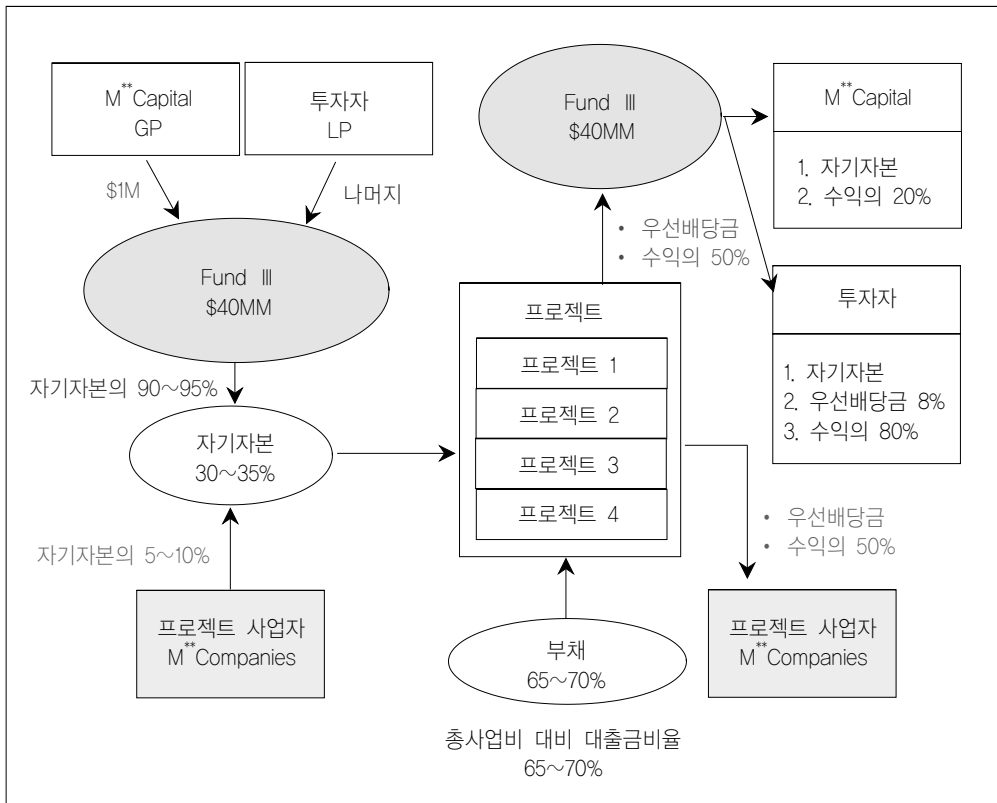 M**Capital
GP
투자자
LP
$1M
나머지
Fund Ⅲ
$40MM
자기자본의 90～95%
자기자본
30～35%
자기자본의 5～10%
프로젝트 사업자
M**Companies
Fund Ⅲ
$40MM
• 우선배당금
• 수익의 50%
프로젝트
프로젝트 1
프로젝트 2
프로젝트 3
프로젝트 4
부채
65～70%
총사업비 대비 대출금비율
65～70%
M**Capital
1. 자기자본
2. 수익의 20%
투자자
1. 자기자본
2. 우선배당금 8%
3. 수익의 80%
• 우선배당금
• 수익의 50%
프로젝트 사업자
M**Companies